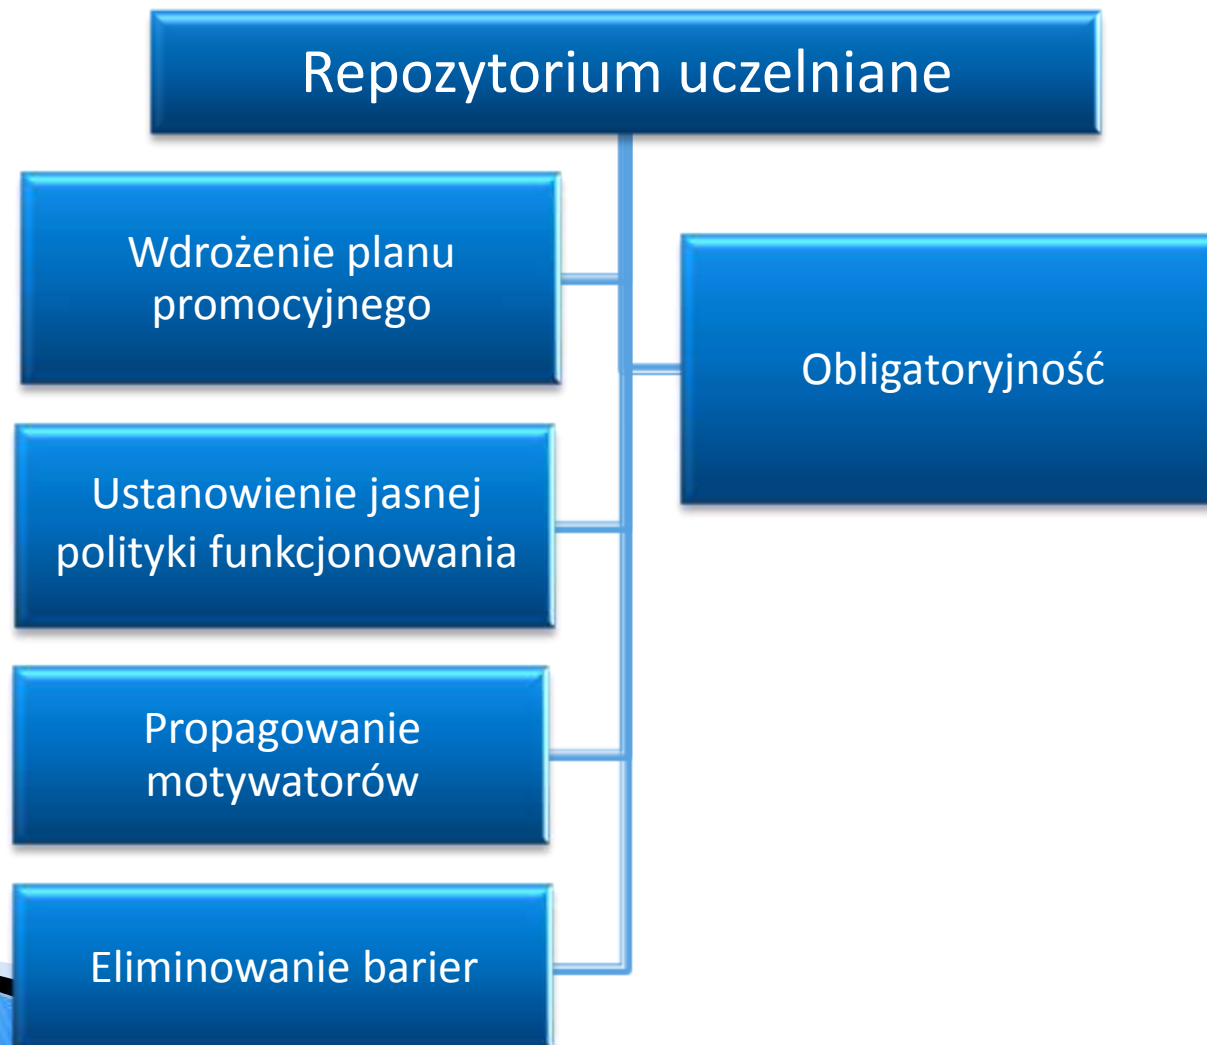 Repozytorium uczelniane
Wdrożenie planu
promocyjnego
Obligatoryjność
Ustanowienie jasnej
polityki funkcjonowania
Propagowanie
motywatorów
Eliminowanie barier